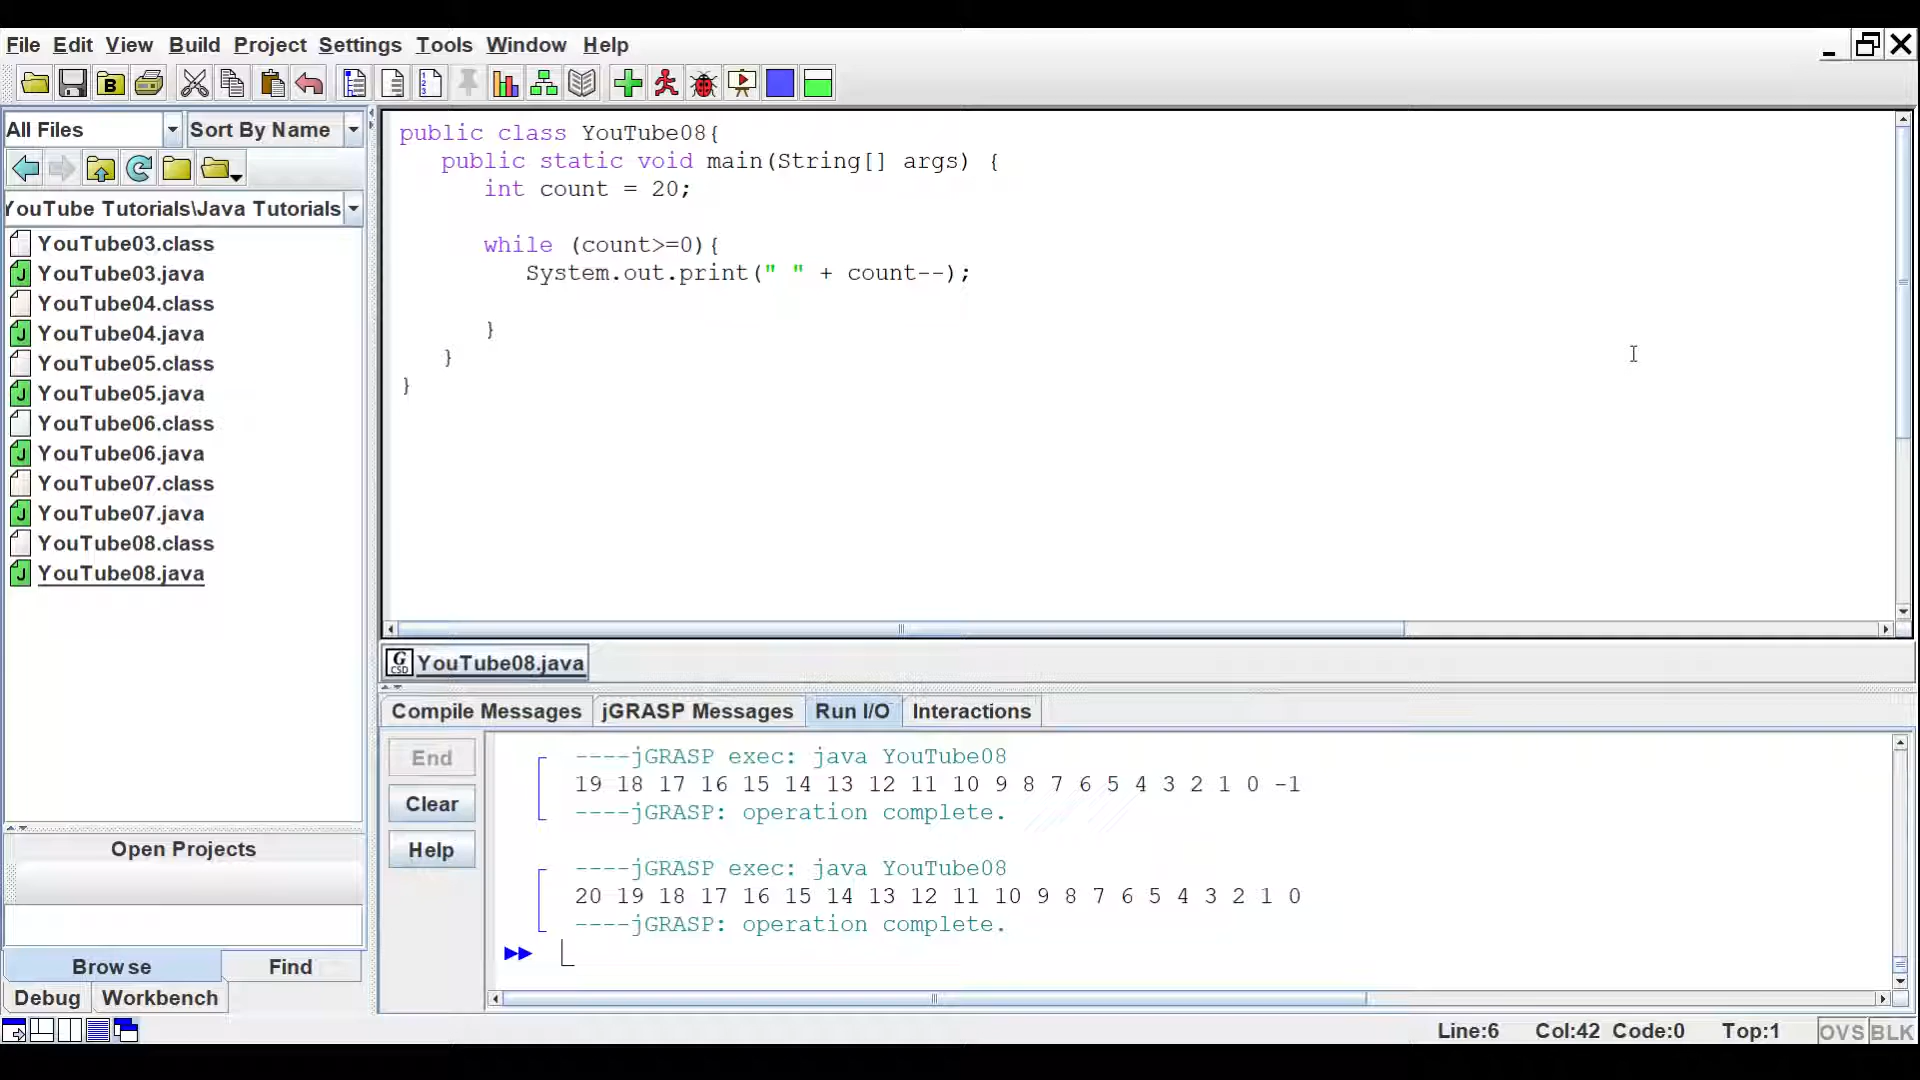 File Edit View Build Project Settings Tools Window Help
All Files Sort By Name
YouTube Tutorials\Java Tutorials
YouTube03.class
YouTube03.java
YouTube04.class
YouTube04.java
YouTube05.class
YouTube05.java
YouTube06.class
YouTube06.java
YouTube07.class
YouTube07.java
YouTube08.class
YouTube08.java
Open Projects
Browse Find
Debug Workbench
public class YouTube08{
public static void main(String[] args) {
int count = 20;
while (count>=0){
System.out.print(" " + count--);
}
}
}
YouTube08.java
Compile Messages jGRASP Messages Run I/O Interactions
End
Clear
Help
----jGRASP exec: java YouTube08
19 18 17 16 15 14 13 12 11 10 9 8 7 6 5 4 3 2 1 0 -1
----jGRASP: operation complete.
----jGRASP exec: java YouTube08
20 19 18 17 16 15 14 13 12 11 10 9 8 7 6 5 4 3 2 1 0
----jGRASP: operation complete.
Line:6 Col:42 Code:0 Top:1 OVS BLK